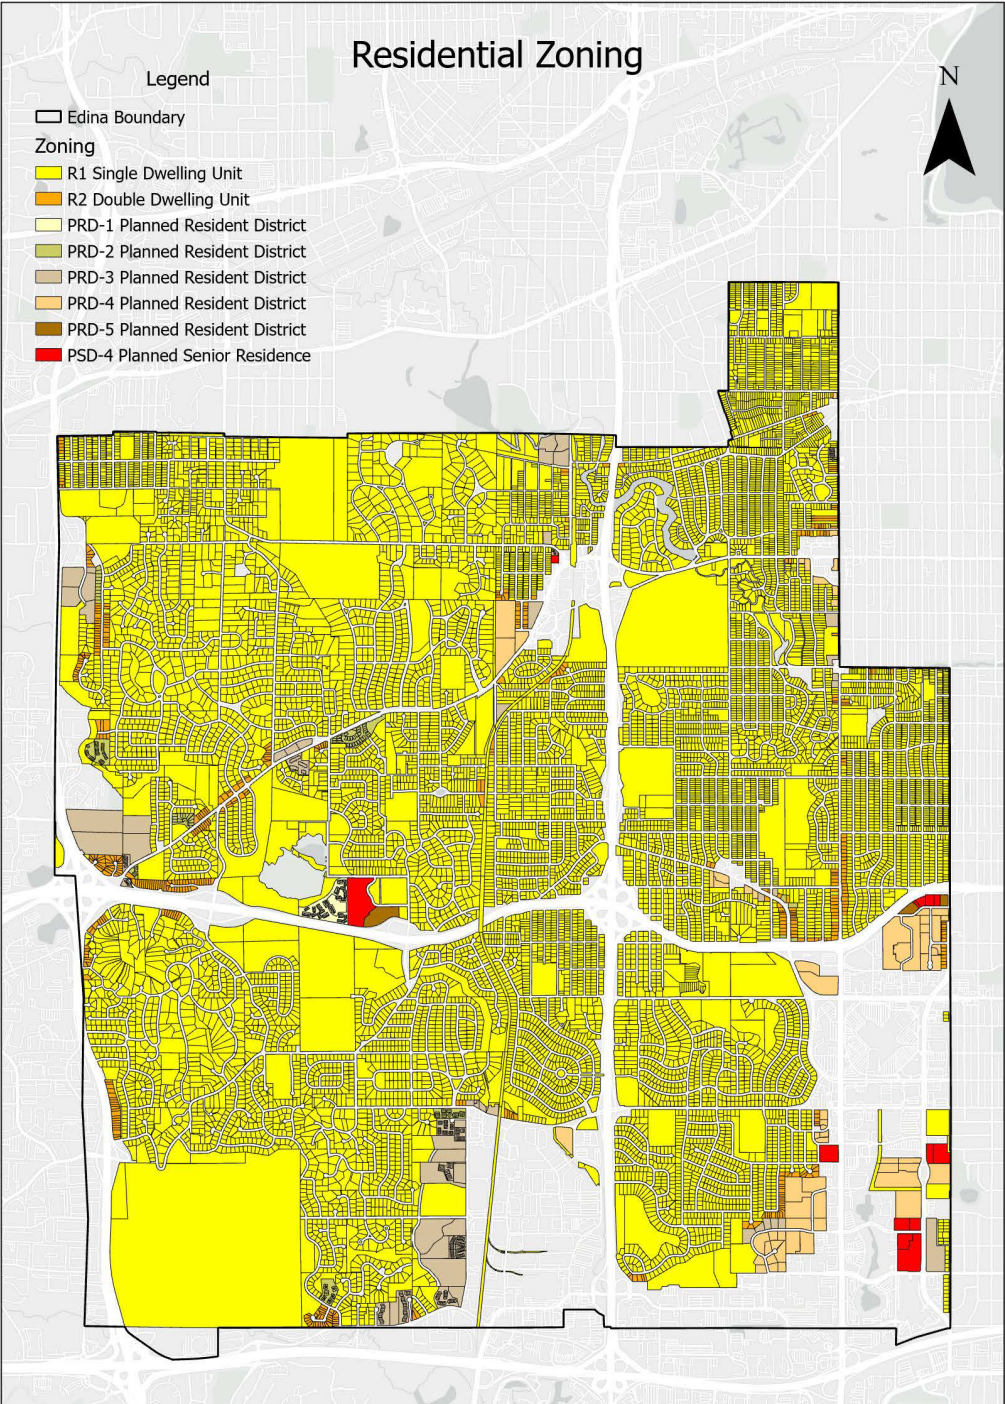 Residential Zoning
Legend
N
Edina Boundary
Zoning
R1 Single Dwelling Unit
R2 Double Dwelling Unit
PRD-1 Planned Resident District
PRD-2 Planned Resident District
PRD-3 Planned Resident District
PRD-4 Planned Resident District
PRD-5 Planned Resident District
PSD-4 Planned Senior Residence